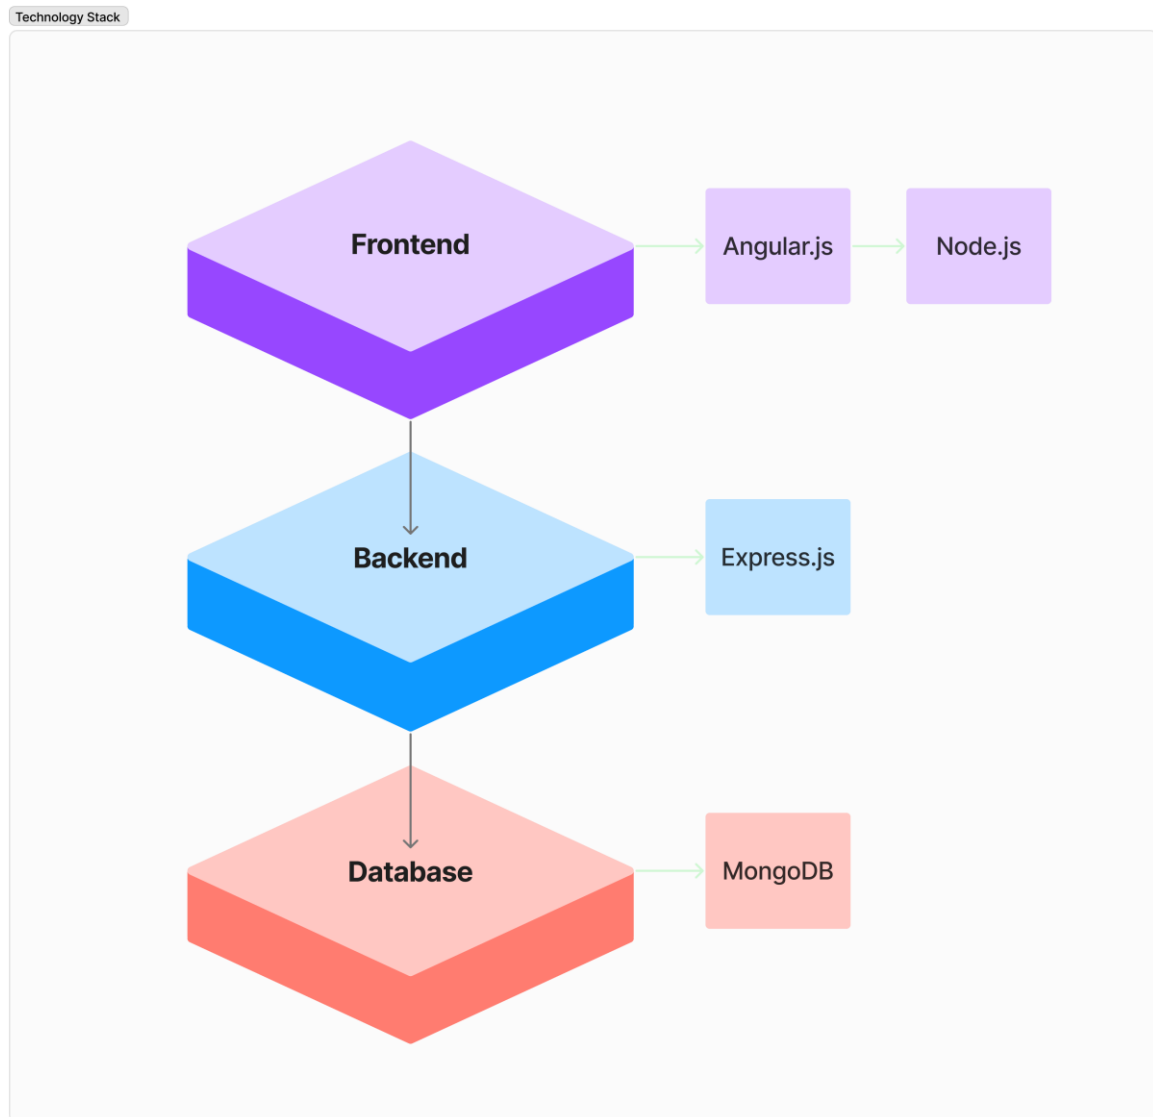 Technology Stack
Frontend
Angular.js
Node.js
Backend
Express.js
Database
MongoDB